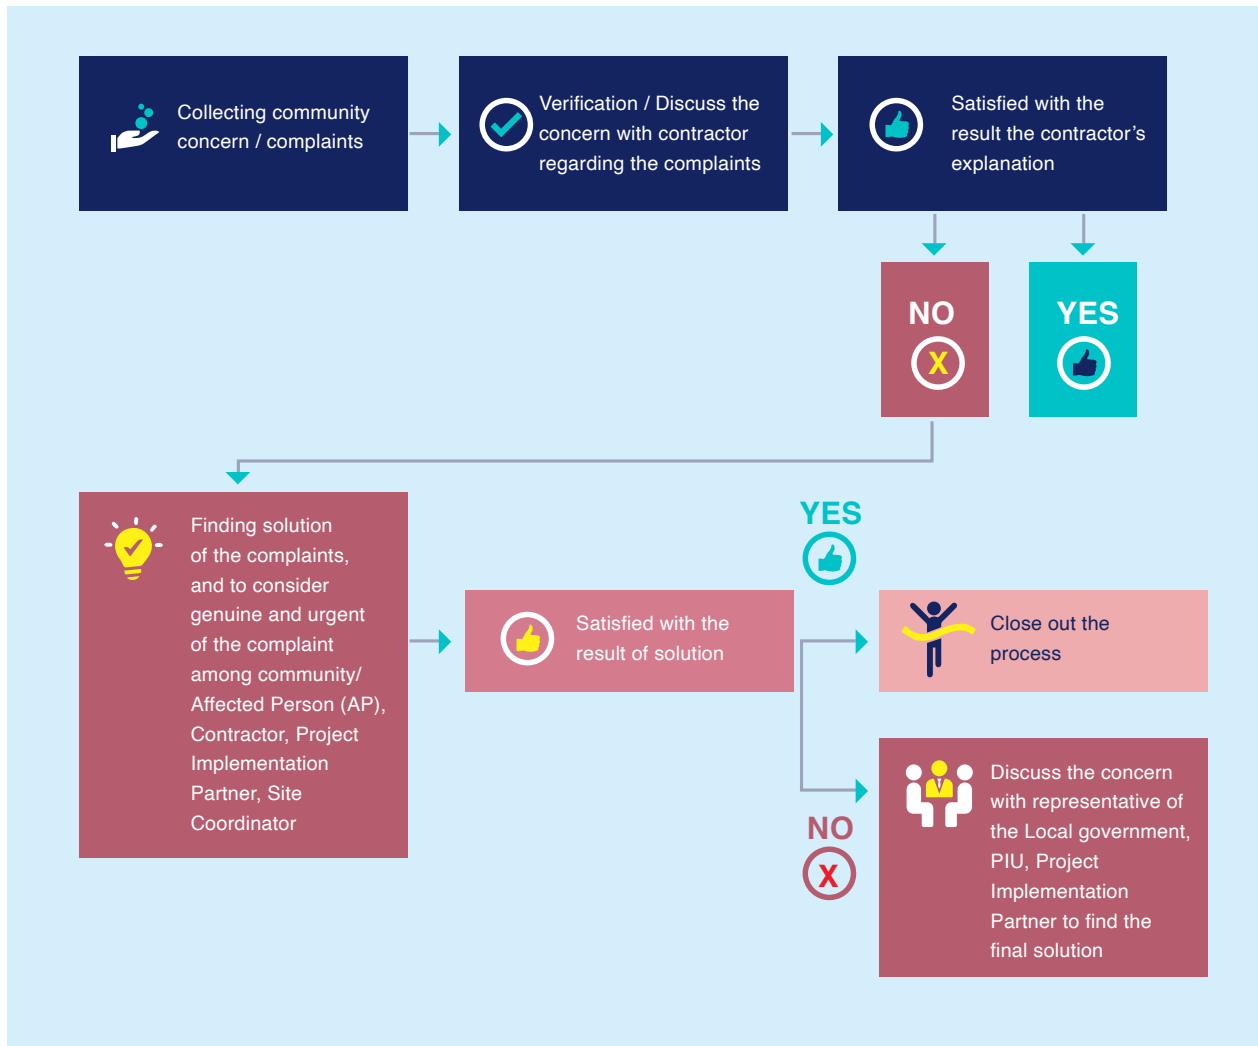 Collecting community
concern / complaints
Verification / Discuss the
concern with contractor
regarding the complaints
Satisfied with the
result the contractor’s
explanation
NO
X
YES
Finding solution
of the complaints,
and to consider
genuine and urgent
of the complaint
among community/
Affected Person (AP),
Contractor, Project
Implementation
Partner, Site
Coordinator
Satisfied with the
result of solution
YES
Close out the
process
NO
X
Discuss the concern
with representative of
the Local government,
PIU, Project
Implementation
Partner to find the
final solution